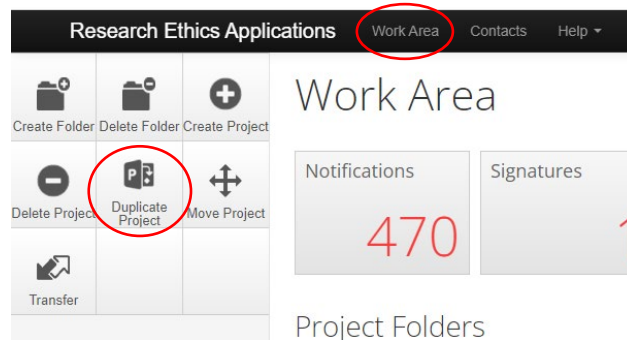 Research Ethics Applications Work Area Contacts Help
Create Folder Delete Folder Create Project
Work Area
Delete Project Duplicate Project Move Project
Notifications Signatures
470
Transfer
Project Folders